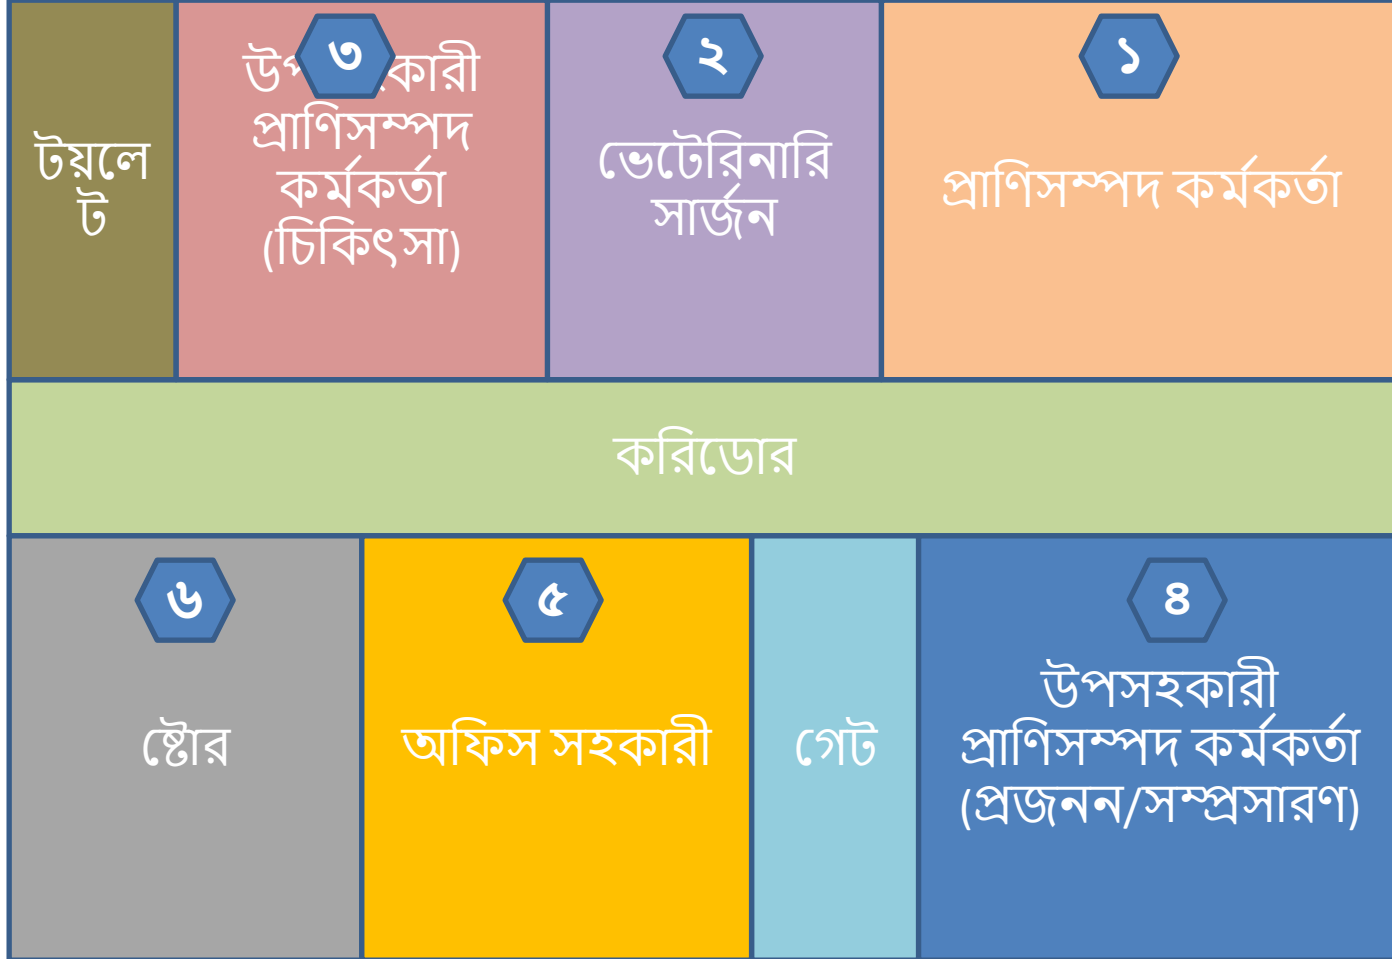 ৩
উপ কারী
প্রাণিসম্পদ
কর্মকর্তা
(চিকিৎসা)
২
ভেটেরিনারি
সার্জন
১
প্রাণিসম্পদ কর্মকর্তা
টয়লে
ট
করিডোর
৬
ষ্টোর
৫
অফিস সহকারী
গেট
৪
উপসহকারী
প্রাণিসম্পদ কর্মকর্তা
(প্রজনন/সম্প্রসারণ)